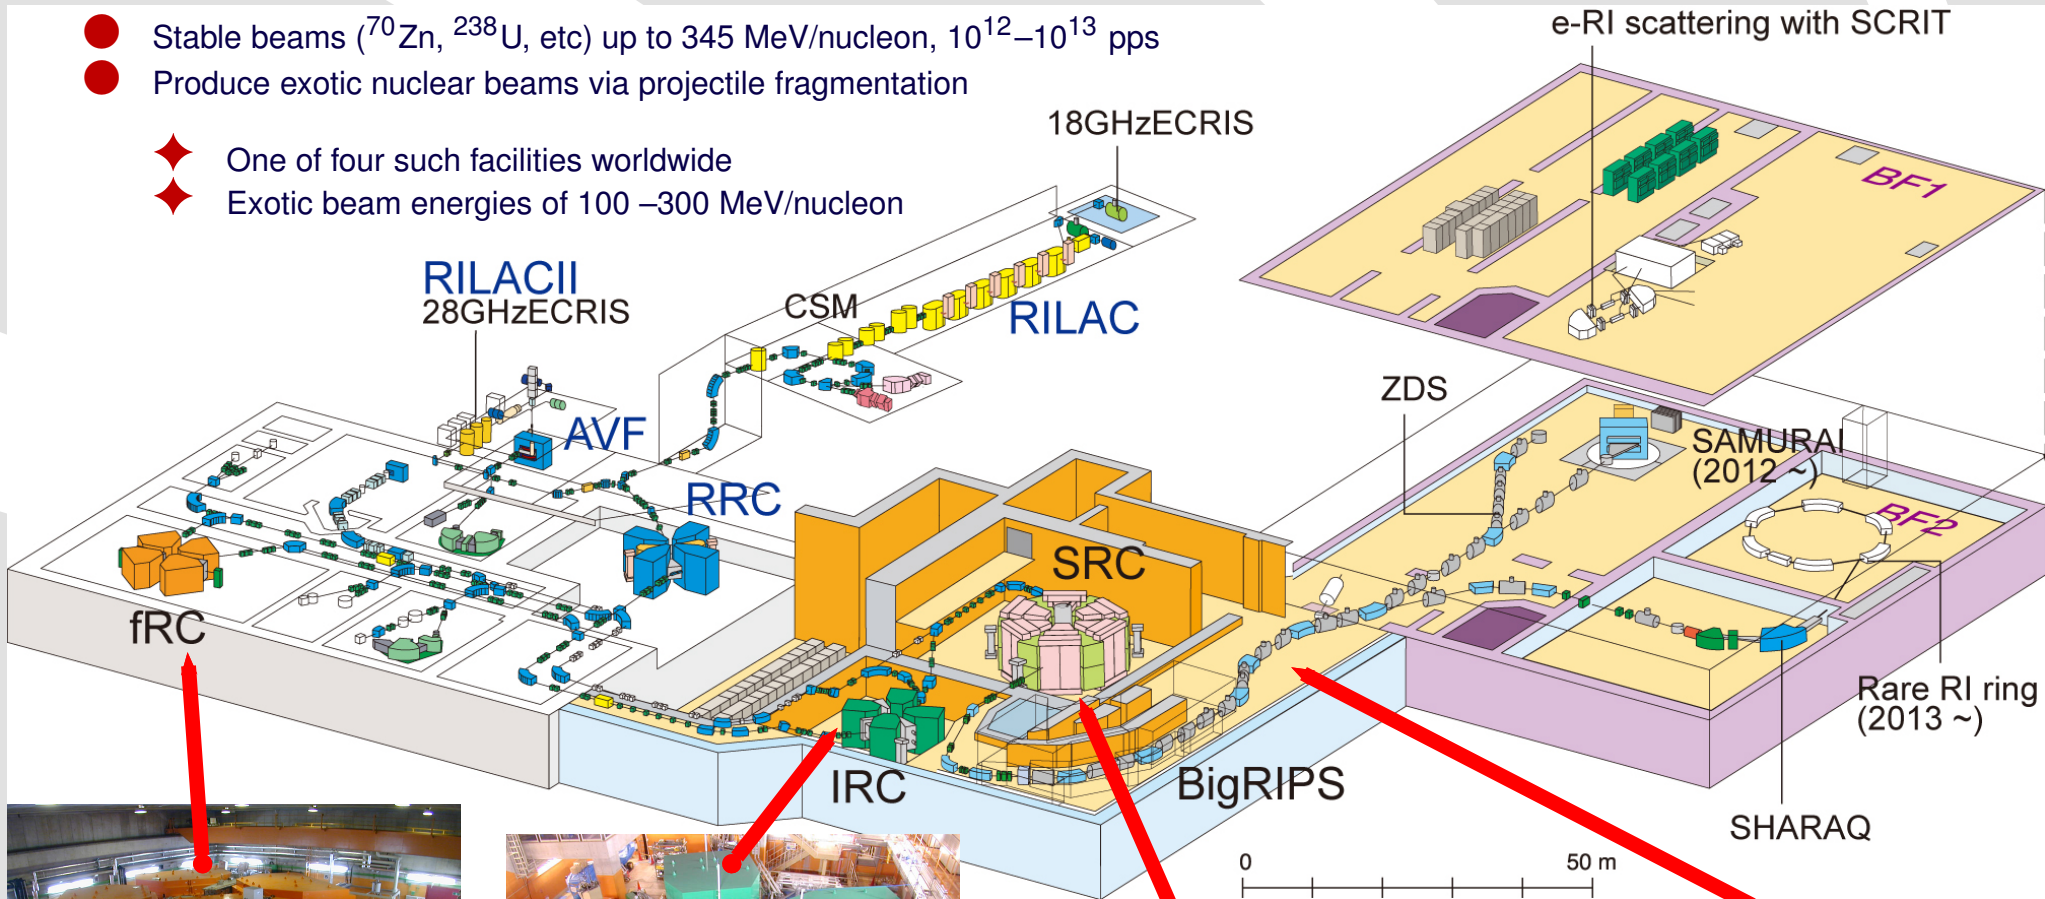 Stable beams (⁷⁰Zn, ²³⁸U, etc) up to 345 MeV/nucleon, 10¹²–10¹³ pps
Produce exotic nuclear beams via projectile fragmentation
One of four such facilities worldwide
Exotic beam energies of 100 –300 MeV/nucleon
e-RI scattering with SCRIT
18GHzECRIS
BF1
RILACII
28GHzECRIS
CSM
RILAC
ZDS
AVF
SAMURAI
(2012 ~)
RRC
BF2
SRC
fRC
Rare RI ring
(2013 ~)
IRC
BigRIPS
SHARAQ
0 50 m